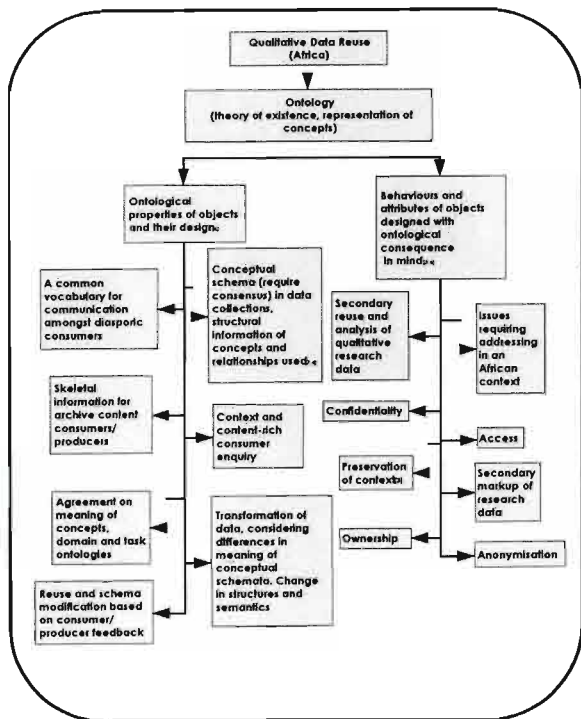 Qualitative Data Reuse
(Africa)
Ontology
(theory of existence, representation of
concepts)
Ontological
properties of objects
and their design
Behaviours and
attributes of objects
designed with
ontological
consequence
in mind
A common
vocabulary for
communication
amongst diasporic
consumers
Conceptual
schema (require
consensus) in data
collections,
structural
information of
concepts and
relationships used
Secondary
reuse and
analysis of
qualitative
research
data
Issues
requiring
addressing
in an
African
context
Skeletal
information for
archive content
consumers/
producers
Context and
content-rich
consumer
enquiry
Confidentiality
Access
Preservation
of context
Secondary
markup of
research
data
Agreement on
meaning of
concepts,
domain and task
ontologies
Transformation of
data, considering
differences in
meaning of
conceptual
schemata. Change
in structures and
semantics
Ownership
Anonymisation
Reuse and schema
modification based
on consumer/
producer feedback